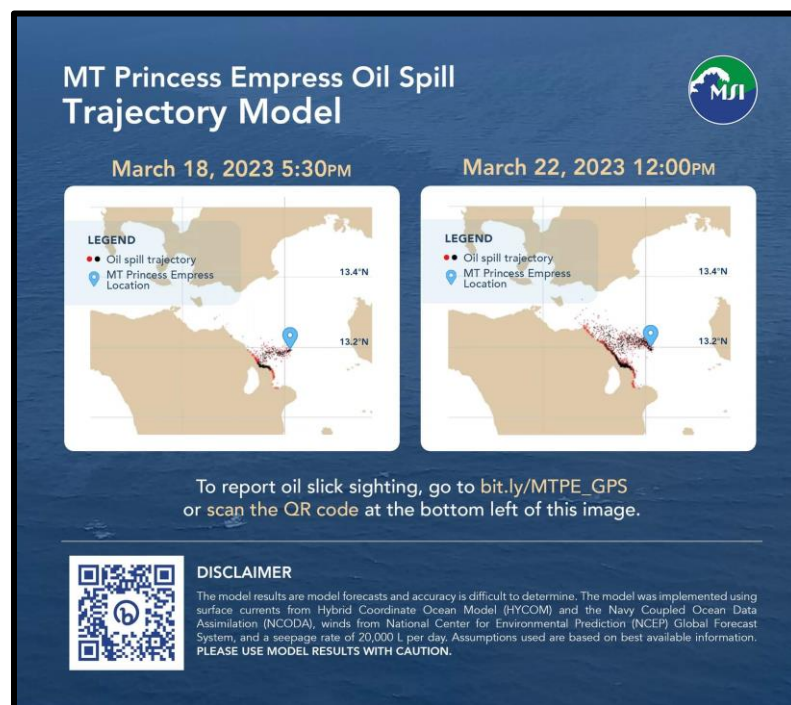 MT Princess Empress Oil Spill
Trajectory Model
MSI
March 18, 2023 5:30PM
March 22, 2023 12:00PM
LEGEND
Oil spill trajectory
MT Princess Empress
Location
13.4°N
13.2°N
LEGEND
Oil spill trajectory
MT Princess Empress
Location
13.4°N
13.2°N
To report oil slick sighting, go to bit.ly/MTPE_GPS
or scan the QR code at the bottom left of this image.
DISCLAIMER
The model results are model forecasts and accuracy is difficult to determine. The model was implemented using
surface currents from Hybrid Coordinate Ocean Model (HYCOM) and the Navy Coupled Ocean Data
Assimilation (NCODA), winds from National Center for Environmental Prediction (NCEP) Global Forecast
System, and a seepage rate of 20,000 L per day. Assumptions used are based on best available information.
PLEASE USE MODEL RESULTS WITH CAUTION.